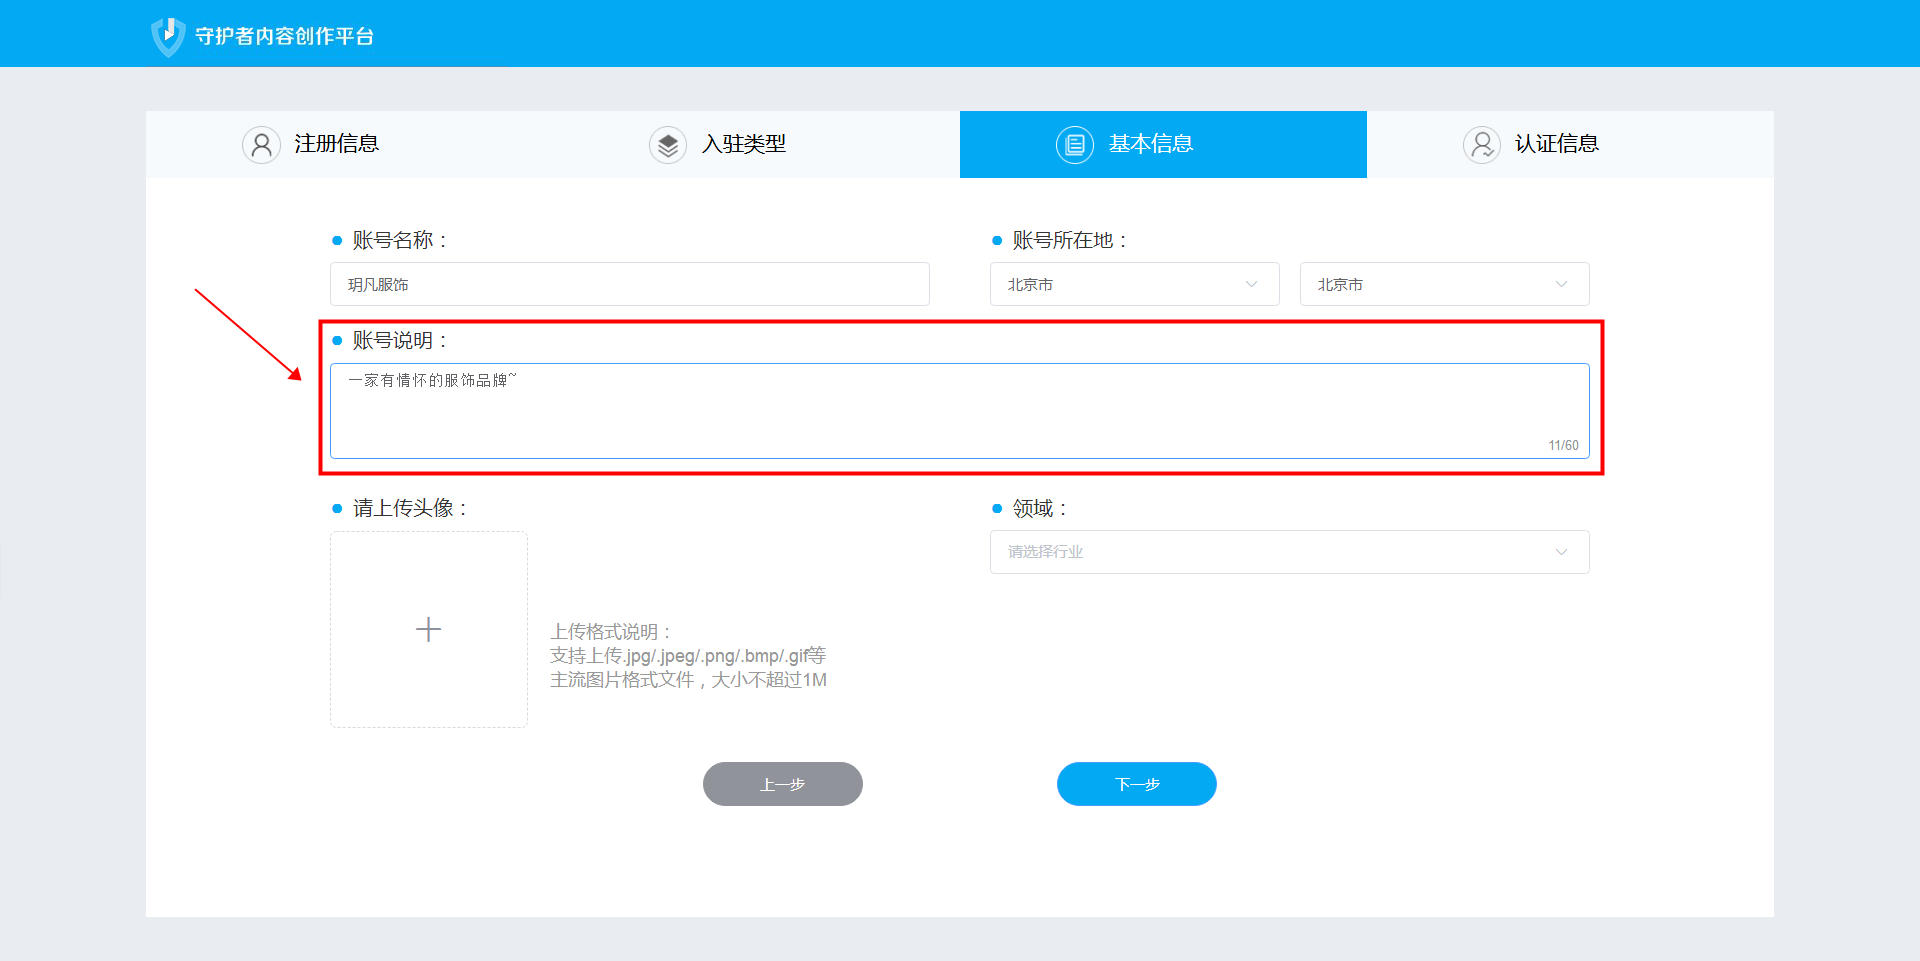 守护者内容创作平台
注册信息
入驻类型
基本信息
认证信息
账号名称：
账号所在地：
玥凡服饰
北京市
北京市
账号说明：
一家有情怀的服饰品牌~
11/60
请上传头像：
领域：
请选择行业
上传格式说明：
支持上传.jpg/.jpeg/.png/.bmp/.gif等
主流图片格式文件，大小不超过1M
上一步
下一步